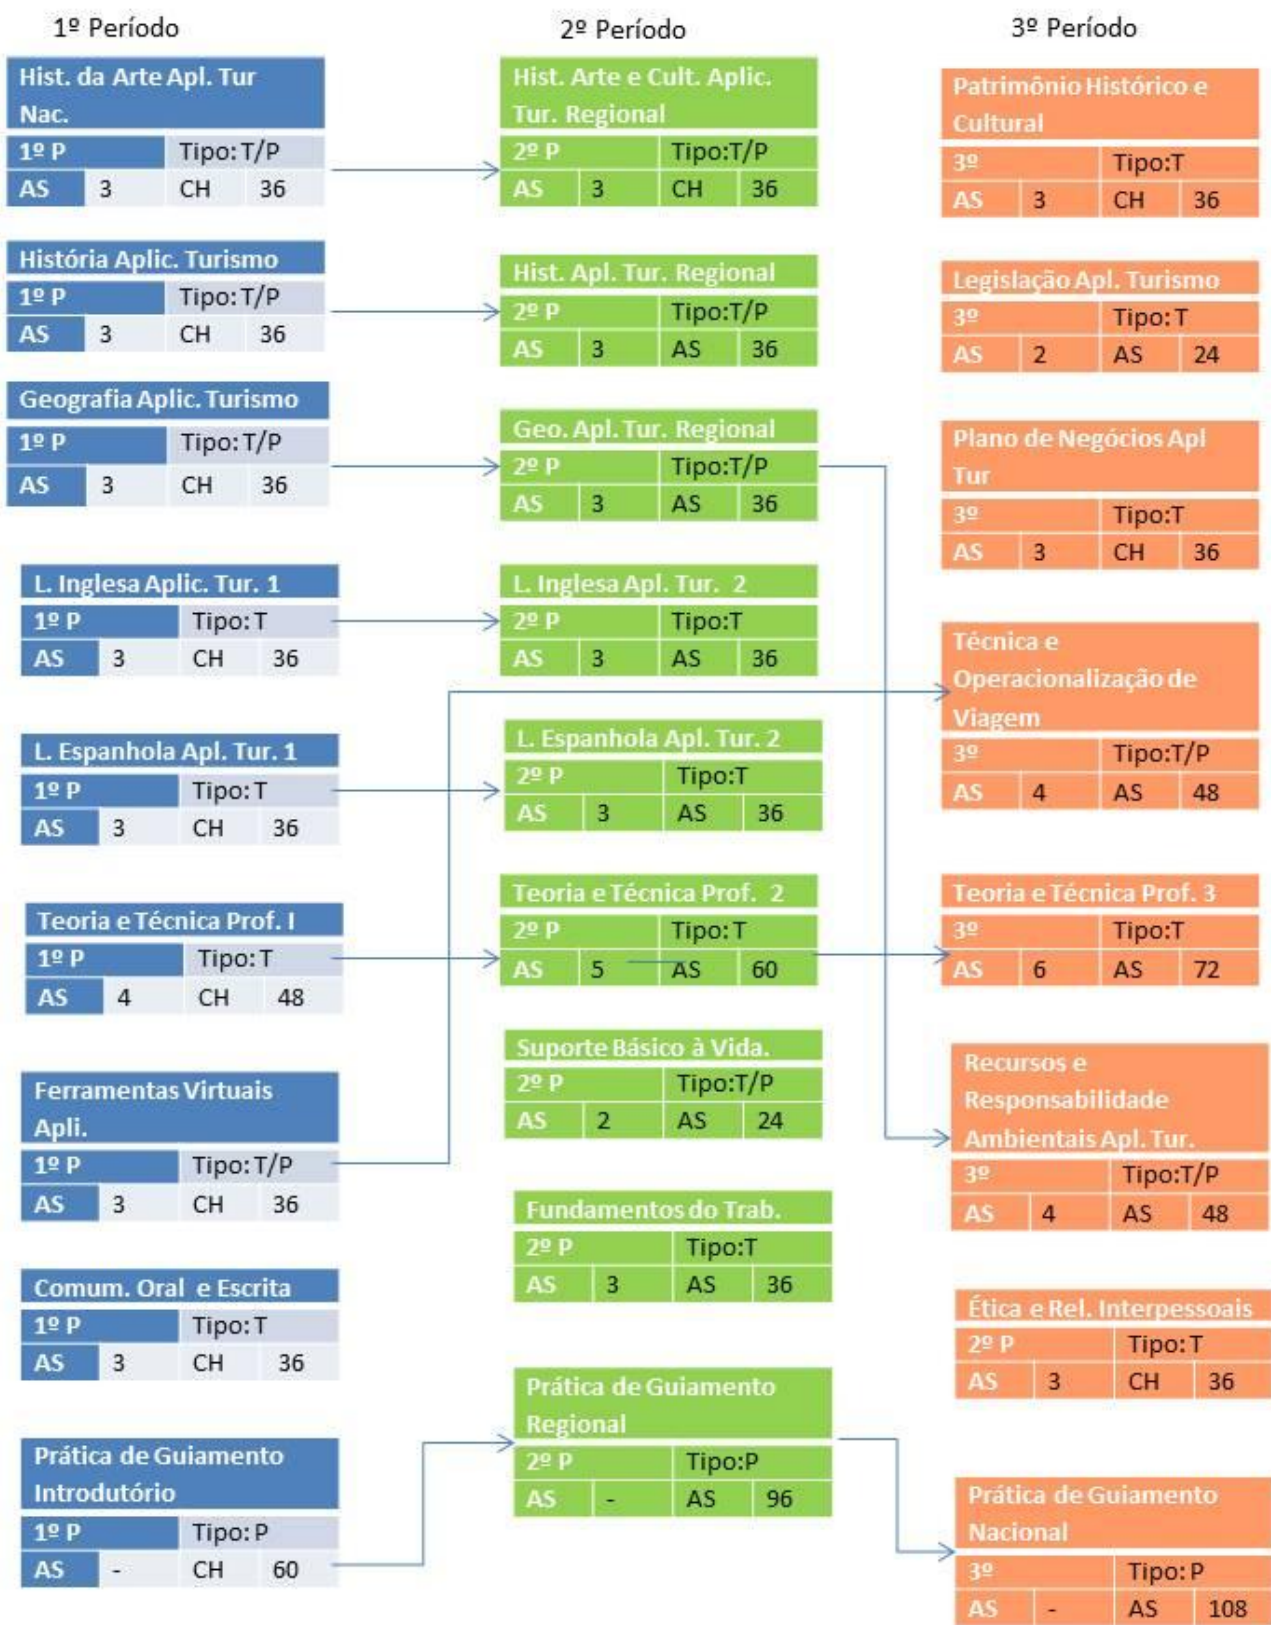 1º Período
Hist. da Arte Apl. Tur
Nac.
1º P Tipo: T/P
AS 3 CH 36
História Aplic. Turismo
1º P Tipo: T/P
AS 3 CH 36
Geografia Aplic. Turismo
1º P Tipo: T/P
AS 3 CH 36
L. Inglesa Aplic. Tur. 1
1º P Tipo: T
AS 3 CH 36
L. Espanhola Apl. Tur. 1
1º P Tipo: T
AS 3 CH 36
Teoria e Técnica Prof. I
1º P Tipo: T
AS 4 CH 48
Ferramentas Virtuais
Apli.
1º P Tipo: T/P
AS 3 CH 36
Comum. Oral e Escrita
1º P Tipo: T
AS 3 CH 36
Prática de Guiamento
Introdutório
1º P Tipo: P
AS - CH 60
2º Período
Hist. Arte e Cult. Aplic.
Tur. Regional
2º P Tipo:T/P
AS 3 CH 36
Hist. Apl. Tur. Regional
2º P Tipo:T/P
AS 3 AS 36
Geo. Apl. Tur. Regional
2º P Tipo:T/P
AS 3 AS 36
L. Inglesa Apl. Tur. 2
2º P Tipo:T
AS 3 AS 36
L. Espanhola Apl. Tur. 2
2º P Tipo:T
AS 3 AS 36
Teoria e Técnica Prof. 2
2º P Tipo:T
AS 5 AS 60
Suporte Básico à Vida.
2º P Tipo:T/P
AS 2 AS 24
Fundamentos do Trab.
2º P Tipo:T
AS 3 AS 36
Prática de Guiamento
Regional
2º P Tipo:P
AS - AS 96
3º Período
Patrimônio Histórico e
Cultural
3º Tipo:T
AS 3 CH 36
Legislação Apl. Turismo
3º Tipo: T
AS 2 AS 24
Plano de Negócios Apl
Tur
3º Tipo:T
AS 3 CH 36
Técnica e
Operacionalização de
Viagem
3º Tipo:T/P
AS 4 AS 48
Teoria e Técnica Prof. 3
3º Tipo:T
AS 6 AS 72
Recursos e
Responsabilidade
Ambientais Apl. Tur.
3º Tipo:T/P
AS 4 AS 48
Ética e Rel. Interpessoais
2º P Tipo: T
AS 3 CH 36
Prática de Guiamento
Nacional
3º Tipo: P
AS - AS 108